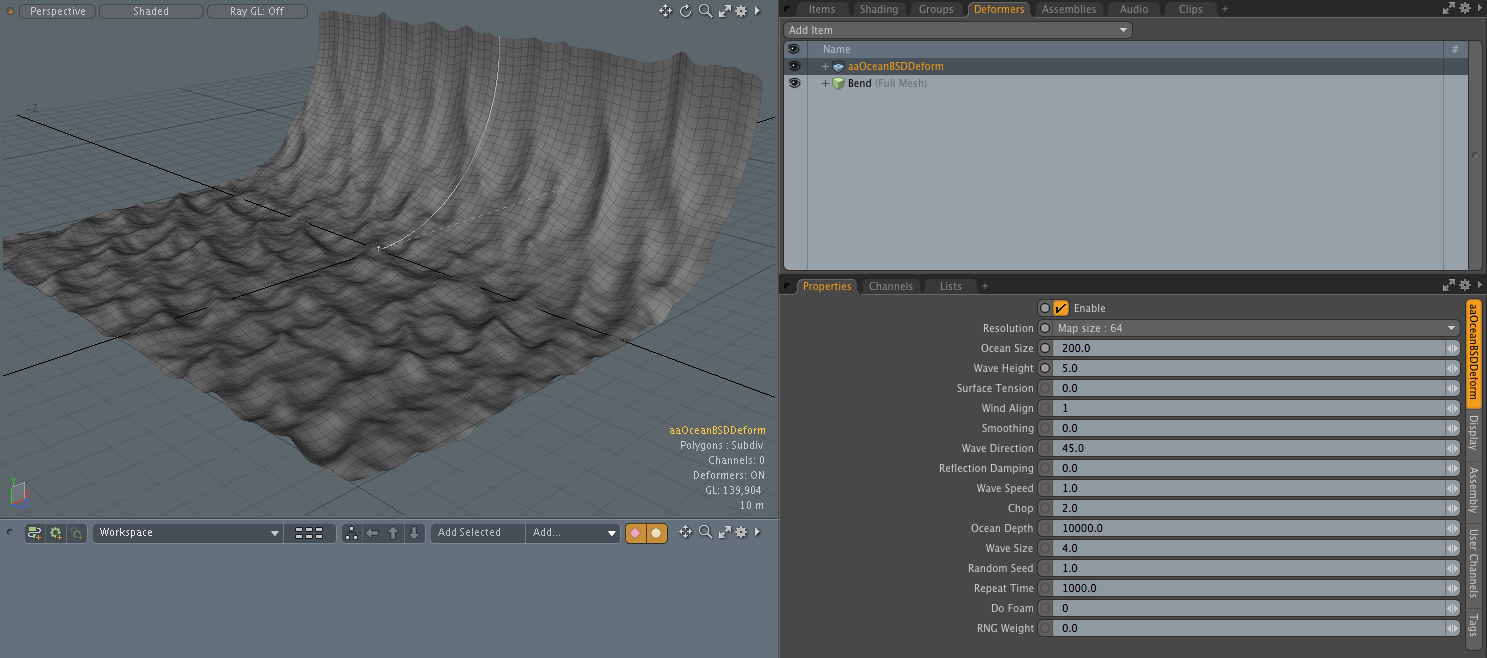 Perspective Shaded Ray GL: Off
-Z
aaOceanBSDDeform
Polygons : Subdiv
Channels: 0
Deformers: ON
GL: 139,904
10 m
Y
Workspace Add Selected Add...
Items Shading Groups Deformers Assemblies Audio Clips +
Add Item
Name #
+ aaOceanBSDDeform
+ Bend (Full Mesh)
Properties Channels Lists +
Enable
Resolution Map size : 64
Ocean Size 200.0
Wave Height 5.0
Surface Tension 0.0
Wind Align 1
Smoothing 0.0
Wave Direction 45.0
Reflection Damping 0.0
Wave Speed 1.0
Chop 2.0
Ocean Depth 10000.0
Wave Size 4.0
Random Seed 1.0
Repeat Time 1000.0
Do Foam 0
RNG Weight 0.0
aaOceanBSDDeform
Display
Assembly
User Channels
Tags